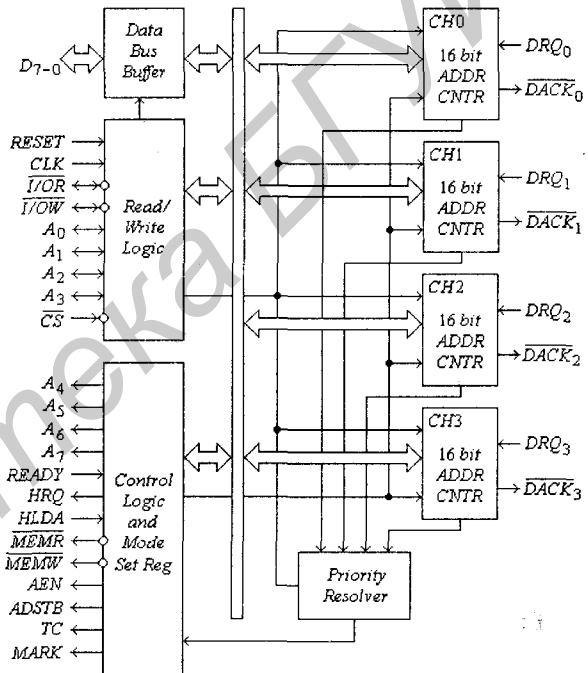 Data
Bus
Buffer
D7-0
RESET
CLK
I/OR
I/OW
A0
A1
A2
A3
CS
Read/
Write
Logic
A4
A5
A6
A7
READY
HRQ
HLDA
MEMR
MEMW
AEN
ADSTB
TC
MARK
Control
Logic
and
Mode
Set Reg
CH0
16 bit
ADDR
CNTR
DRQ0
DACK0
CH1
16 bit
ADDR
CNTR
DRQ1
DACK1
CH2
16 bit
ADDR
CNTR
DRQ2
DACK2
CH3
16 bit
ADDR
CNTR
DRQ3
DACK3
Priority
Resolver
тека БГУИ